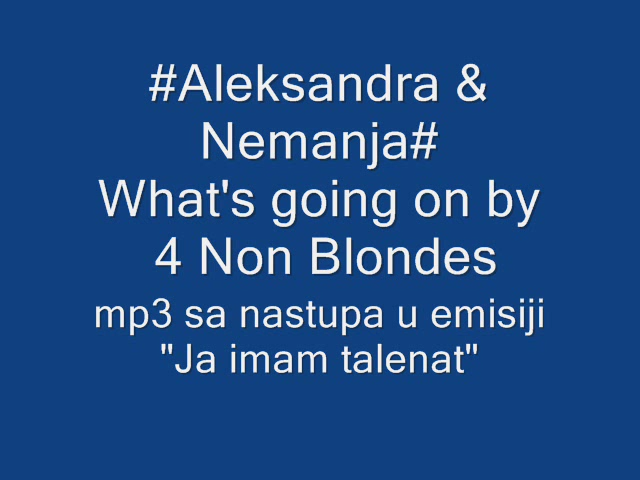 #Aleksandra &
Nemanja#
What's going on by
4 Non Blondes
mp3 sa nastupa u emisiji
"Ja imam talenat"